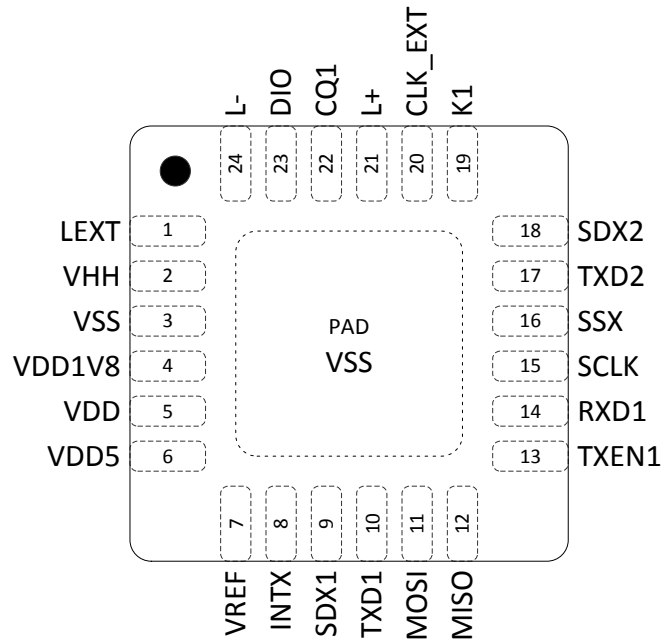 L-
DIO
CQ1
L+
CLK_EXT
K1
24
23
22
21
20
19
LEXT 1
VHH 2
VSS 3
VDD1V8 4
VDD 5
VDD5 6
PAD
VSS
18 SDX2
17 TXD2
16 SSX
15 SCLK
14 RXD1
13 TXEN1
7
8
9
10
11
12
VREF
INTX
SDX1
TXD1
MOSI
MISO